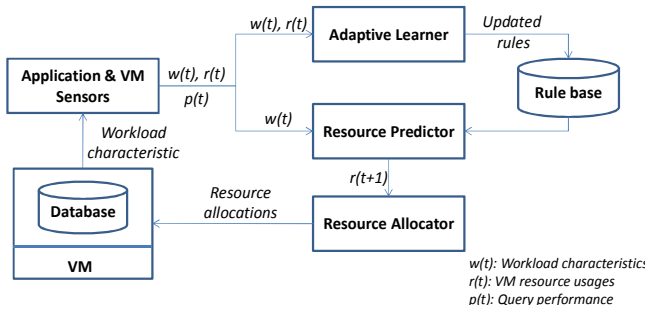 w(t), r(t)
Adaptive Learner
Updated
rules
Application & VM
Sensors
w(t), r(t)
p(t)
Rule base
w(t)
Resource Predictor
Workload
characteristic
r(t+1)
Database
VM
Resource
allocations
Resource Allocator
w(t): Workload characteristics
r(t): VM resource usages
p(t): Query performance